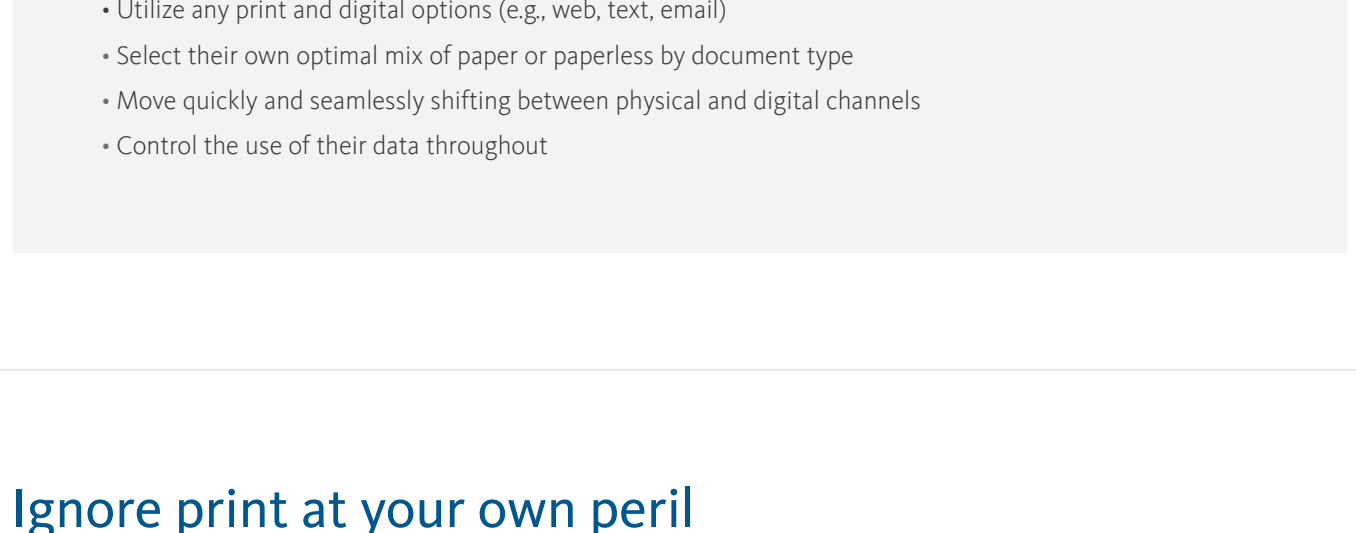 • Utilize any print and digital options (e.g., web, text, email)
• Select their own optimal mix of paper or paperless by document type
• Move quickly and seamlessly shifting between physical and digital channels
• Control the use of their data throughout
Ignore print at your own peril